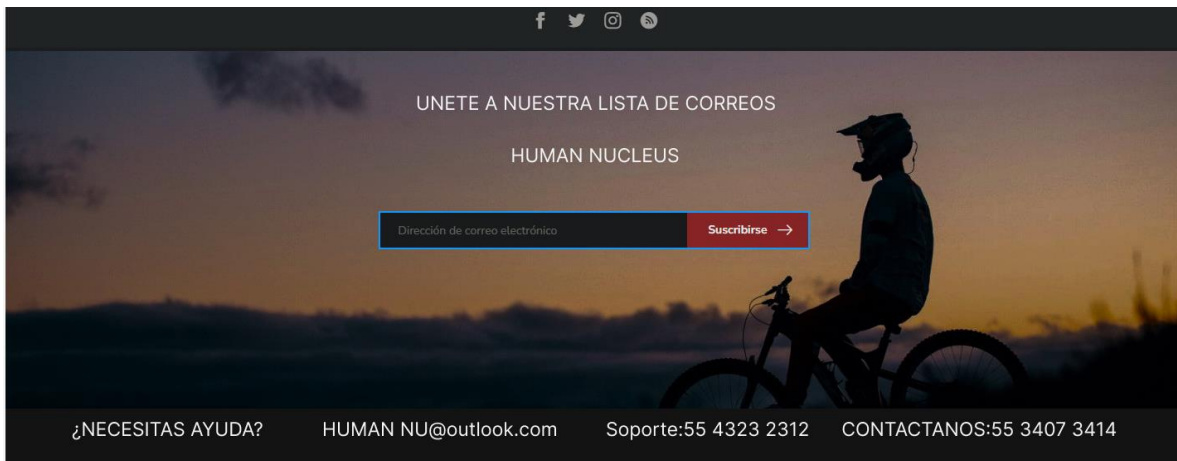 UNETE A NUESTRA LISTA DE CORREOS
HUMAN NUCLEUS
Dirección de correo electrónico Suscribirse →
¿NECESITAS AYUDA? HUMAN NU@outlook.com Soporte:55 4323 2312 CONTACTANOS:55 3407 3414